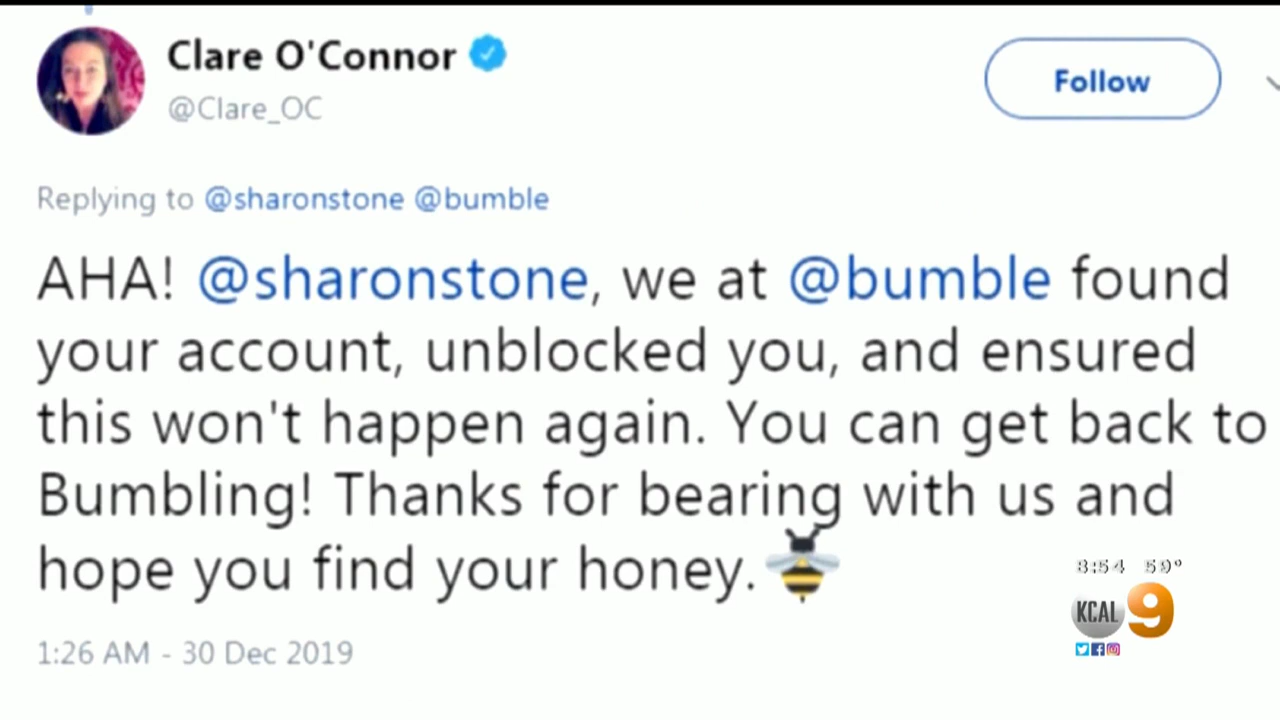 Clare O'Connor
@Clare_OC
Follow
Replying to @sharonstone @bumble
AHA! @sharonstone, we at @bumble found
your account, unblocked you, and ensured
this won't happen again. You can get back to
Bumbling! Thanks for bearing with us and
hope you find your honey.
1:26 AM - 30 Dec 2019
8:54 59°
KCAL 9